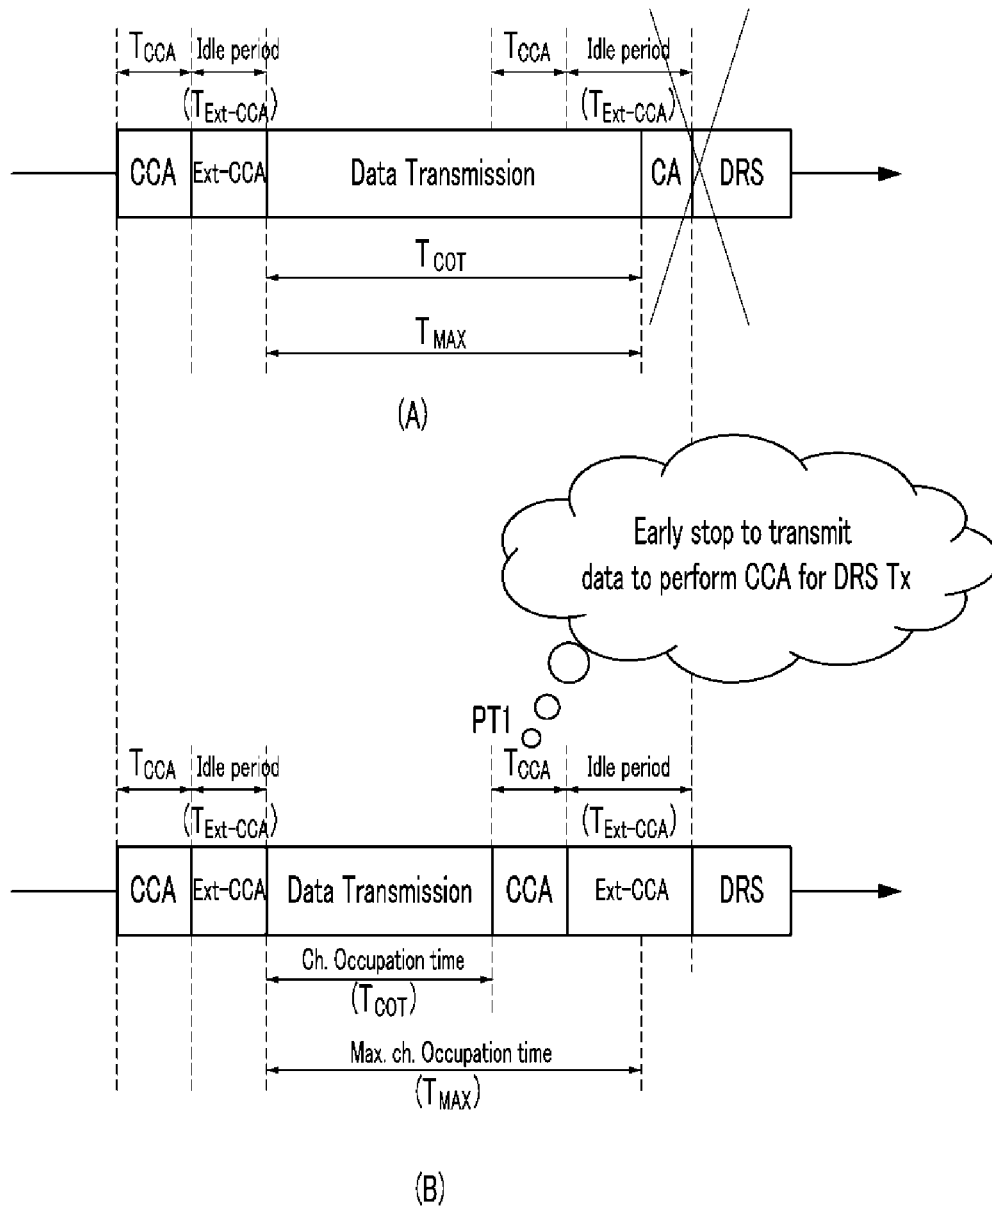 TCCA Idle period TCCA Idle period
(TExt-CCA) (TExt-CCA)
CCA Ext-CCA Data Transmission CA DRS
TCOT
TMAX
(A)
Early stop to transmit
data to perform CCA for DRS Tx
PT1
TCCA Idle period TCCA Idle period
(TExt-CCA) (TExt-CCA)
CCA Ext-CCA Data Transmission CCA Ext-CCA DRS
Ch. Occupation time
(TCOT)
Max. ch. Occupation time
(TMAX)
(B)